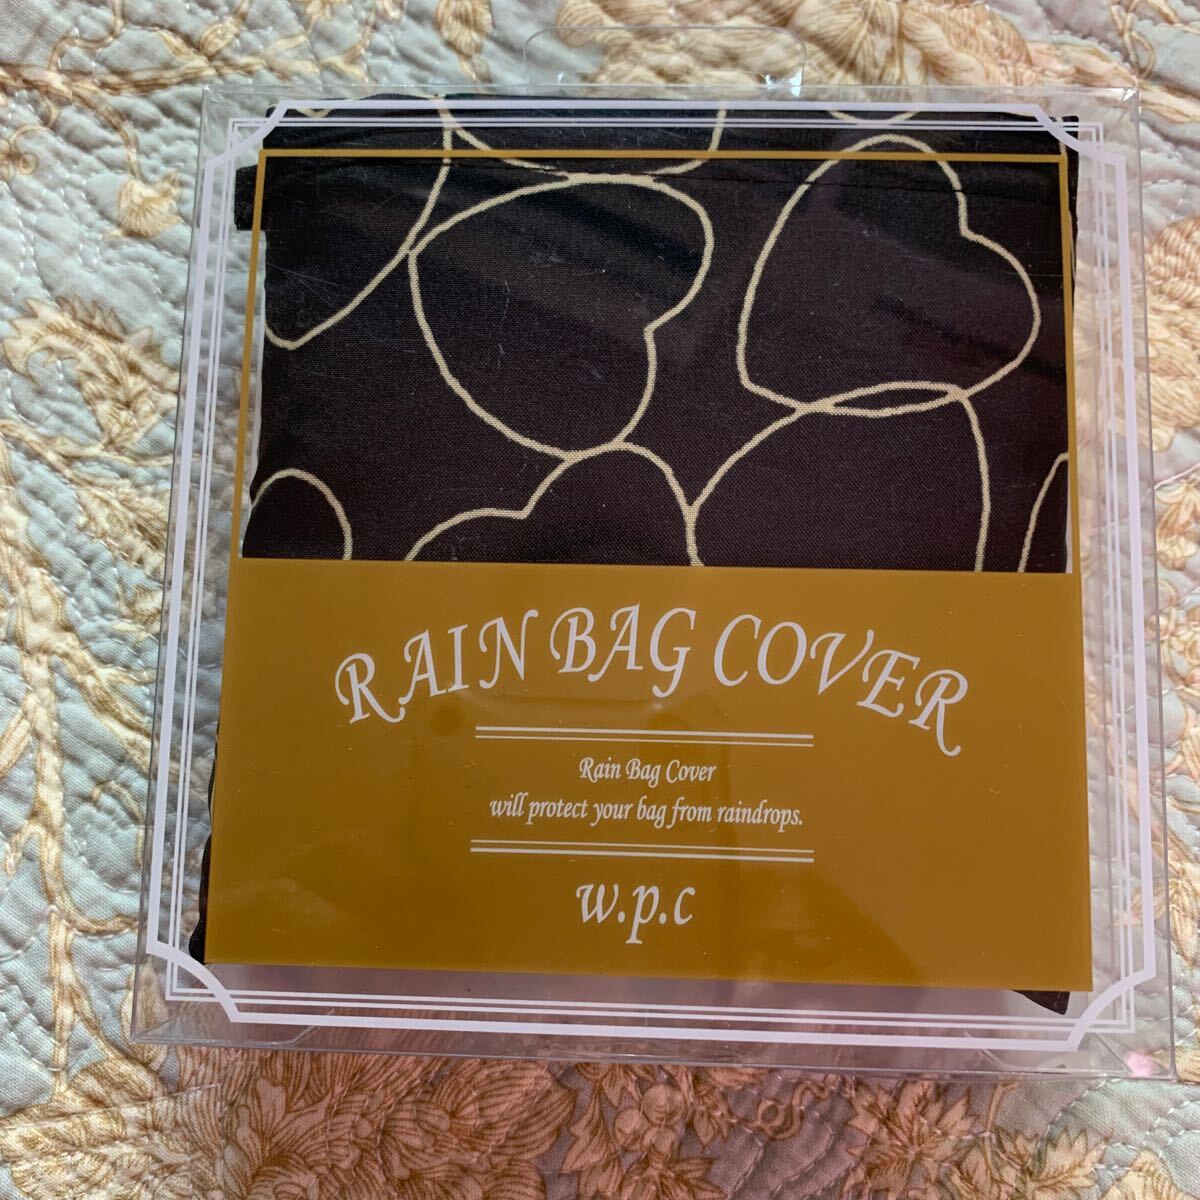 RAIN BAG COVER
Rain Bag Cover
will protect your bag from raindrops.
w.p.c